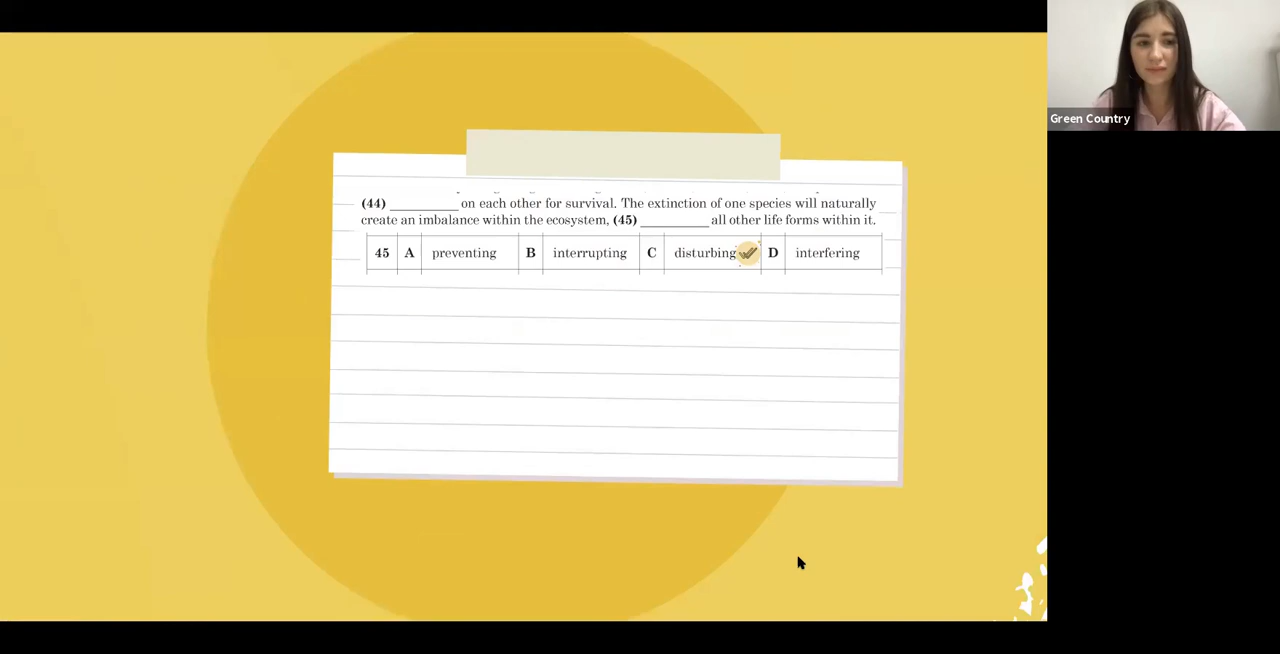 Green Country
(44) __________ on each other for survival. The extinction of one species will naturally
create an imbalance within the ecosystem, (45) __________ all other life forms within it.
45 A preventing B interrupting C disturbing D interfering